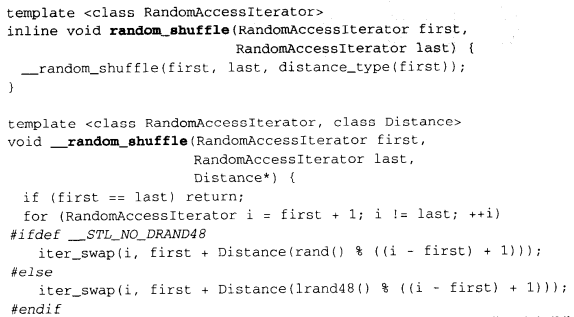 template <class RandomAccessIterator>
inline void random_shuffle(RandomAccessIterator first,
                           RandomAccessIterator last) {
  __random_shuffle(first, last, distance_type(first));
}

template <class RandomAccessIterator, class Distance>
void __random_shuffle(RandomAccessIterator first,
                      RandomAccessIterator last,
                      Distance*) {
  if (first == last) return;
  for (RandomAccessIterator i = first + 1; i != last; ++i)
#ifdef __STL_NO_DRAND48
    iter_swap(i, first + Distance(rand() % ((i - first) + 1)));
#else
    iter_swap(i, first + Distance(lrand48() % ((i - first) + 1)));
#endif